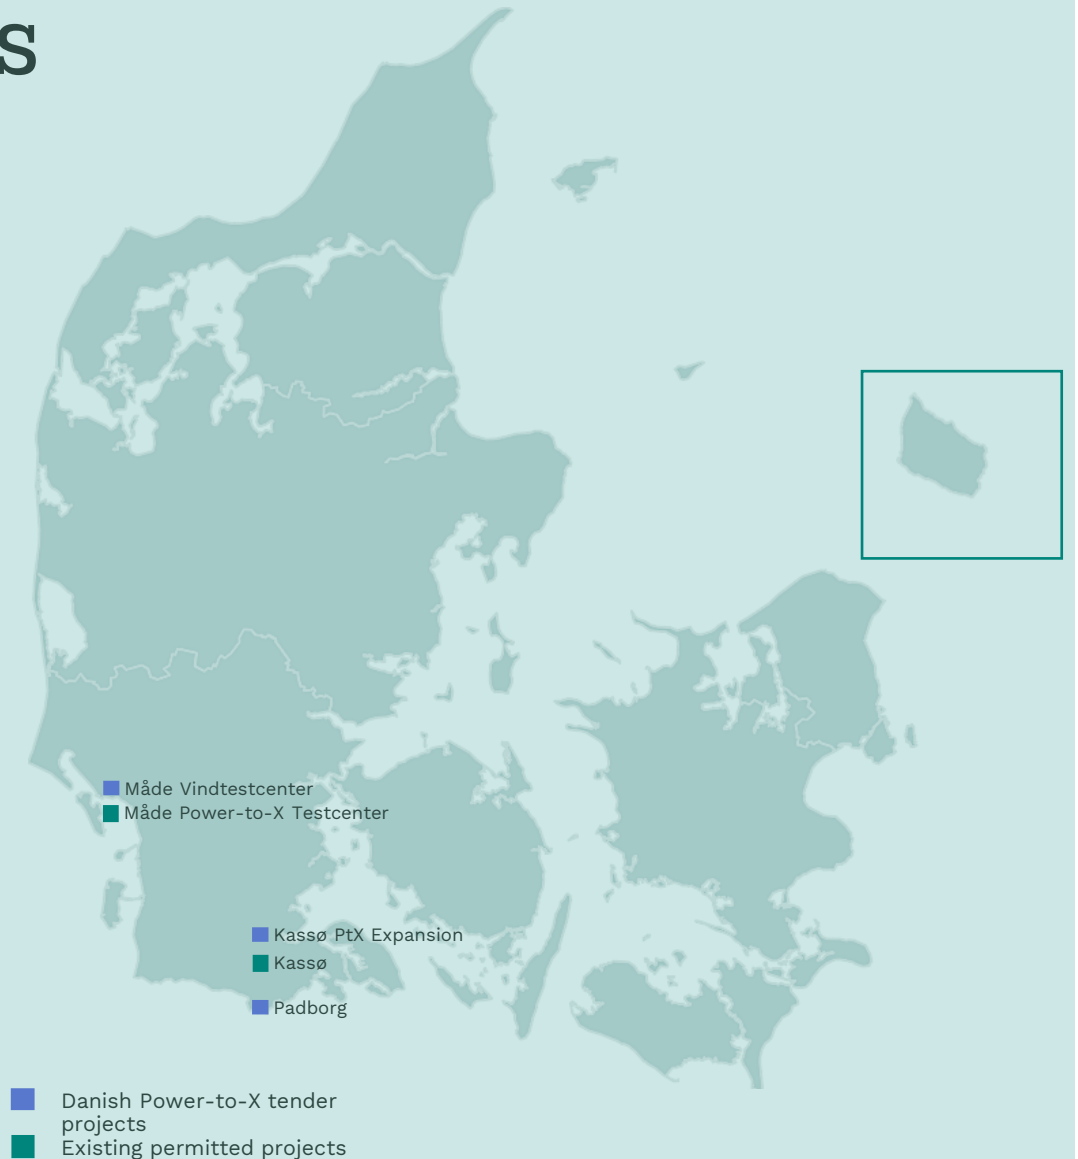 s
Måde Vindtestcenter
Måde Power-to-X Testcenter
Kassø PtX Expansion
Kassø
Padborg
Danish Power-to-X tender
projects
Existing permitted projects